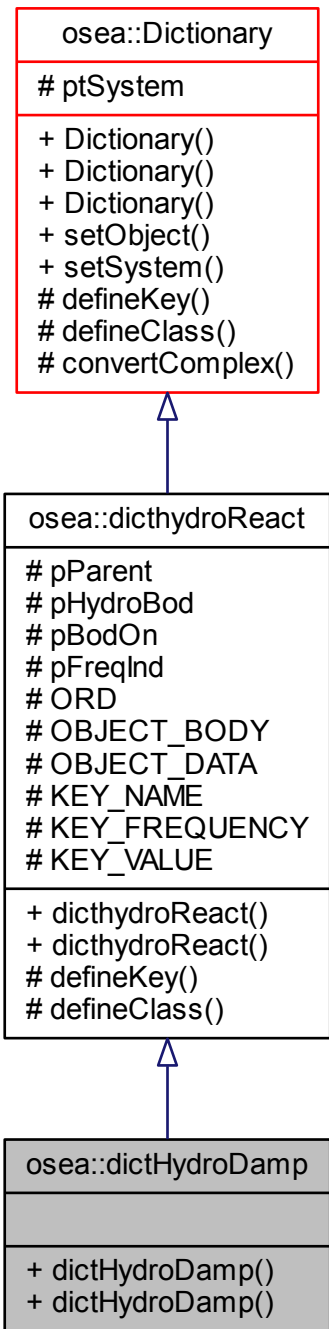 osea::Dictionary
# ptSystem
+ Dictionary()
+ Dictionary()
+ Dictionary()
+ setObject()
+ setSystem()
# defineKey()
# defineClass()
# convertComplex()
osea::dicthydroReact
# pParent
# pHydroBod
# pBodOn
# pFreqInd
# ORD
# OBJECT_BODY
# OBJECT_DATA
# KEY_NAME
# KEY_FREQUENCY
# KEY_VALUE
+ dicthydroReact()
+ dicthydroReact()
# defineKey()
# defineClass()
osea::dictHydroDamp
+ dictHydroDamp()
+ dictHydroDamp()